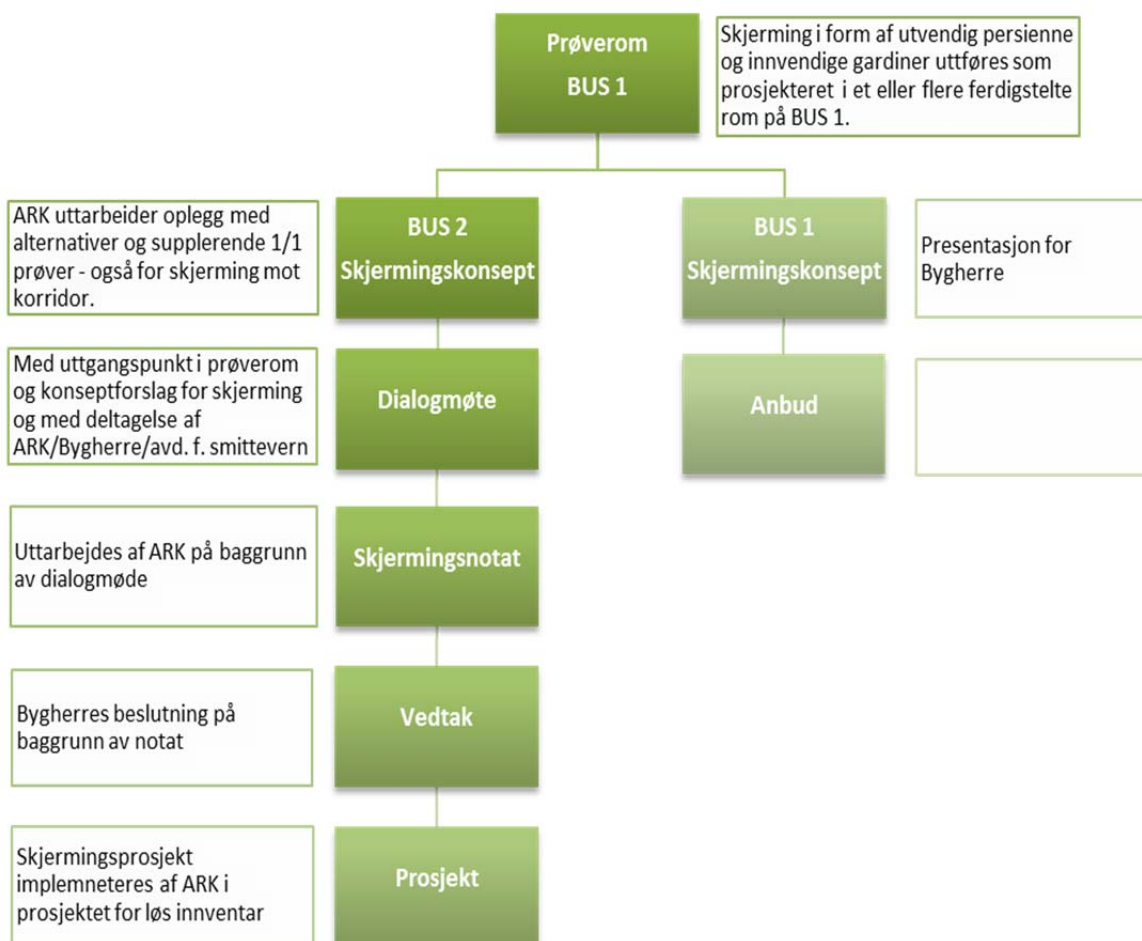 Prøverom
BUS 1
Skjerming i form af utvendig persienne
og innvendige gardiner uttføres som
prosjekteret i et eller flere ferdigstelte
rom på BUS 1.
ARK uttarbeider oplegg med
alternativer og supplerende 1/1
prøver - også for skjerming mot
korridor.
BUS 2
Skjermingskonsept
BUS 1
Skjermingskonsept
Presentasjon for
Bygherre
Med uttgangspunkt i prøverom
og konseptforslag for skjerming
og med deltagelse af
ARK/Bygherre/avd. f. smittevern
Dialogmøte
Anbud
Uttarbejdes af ARK på baggrunn
av dialogmøde
Skjermingsnotat
Bygherres beslutning på
baggrunn av notat
Vedtak
Skjermingsprosjekt
implemneteres af ARK i
prosjektet for løs innventar
Prosjekt